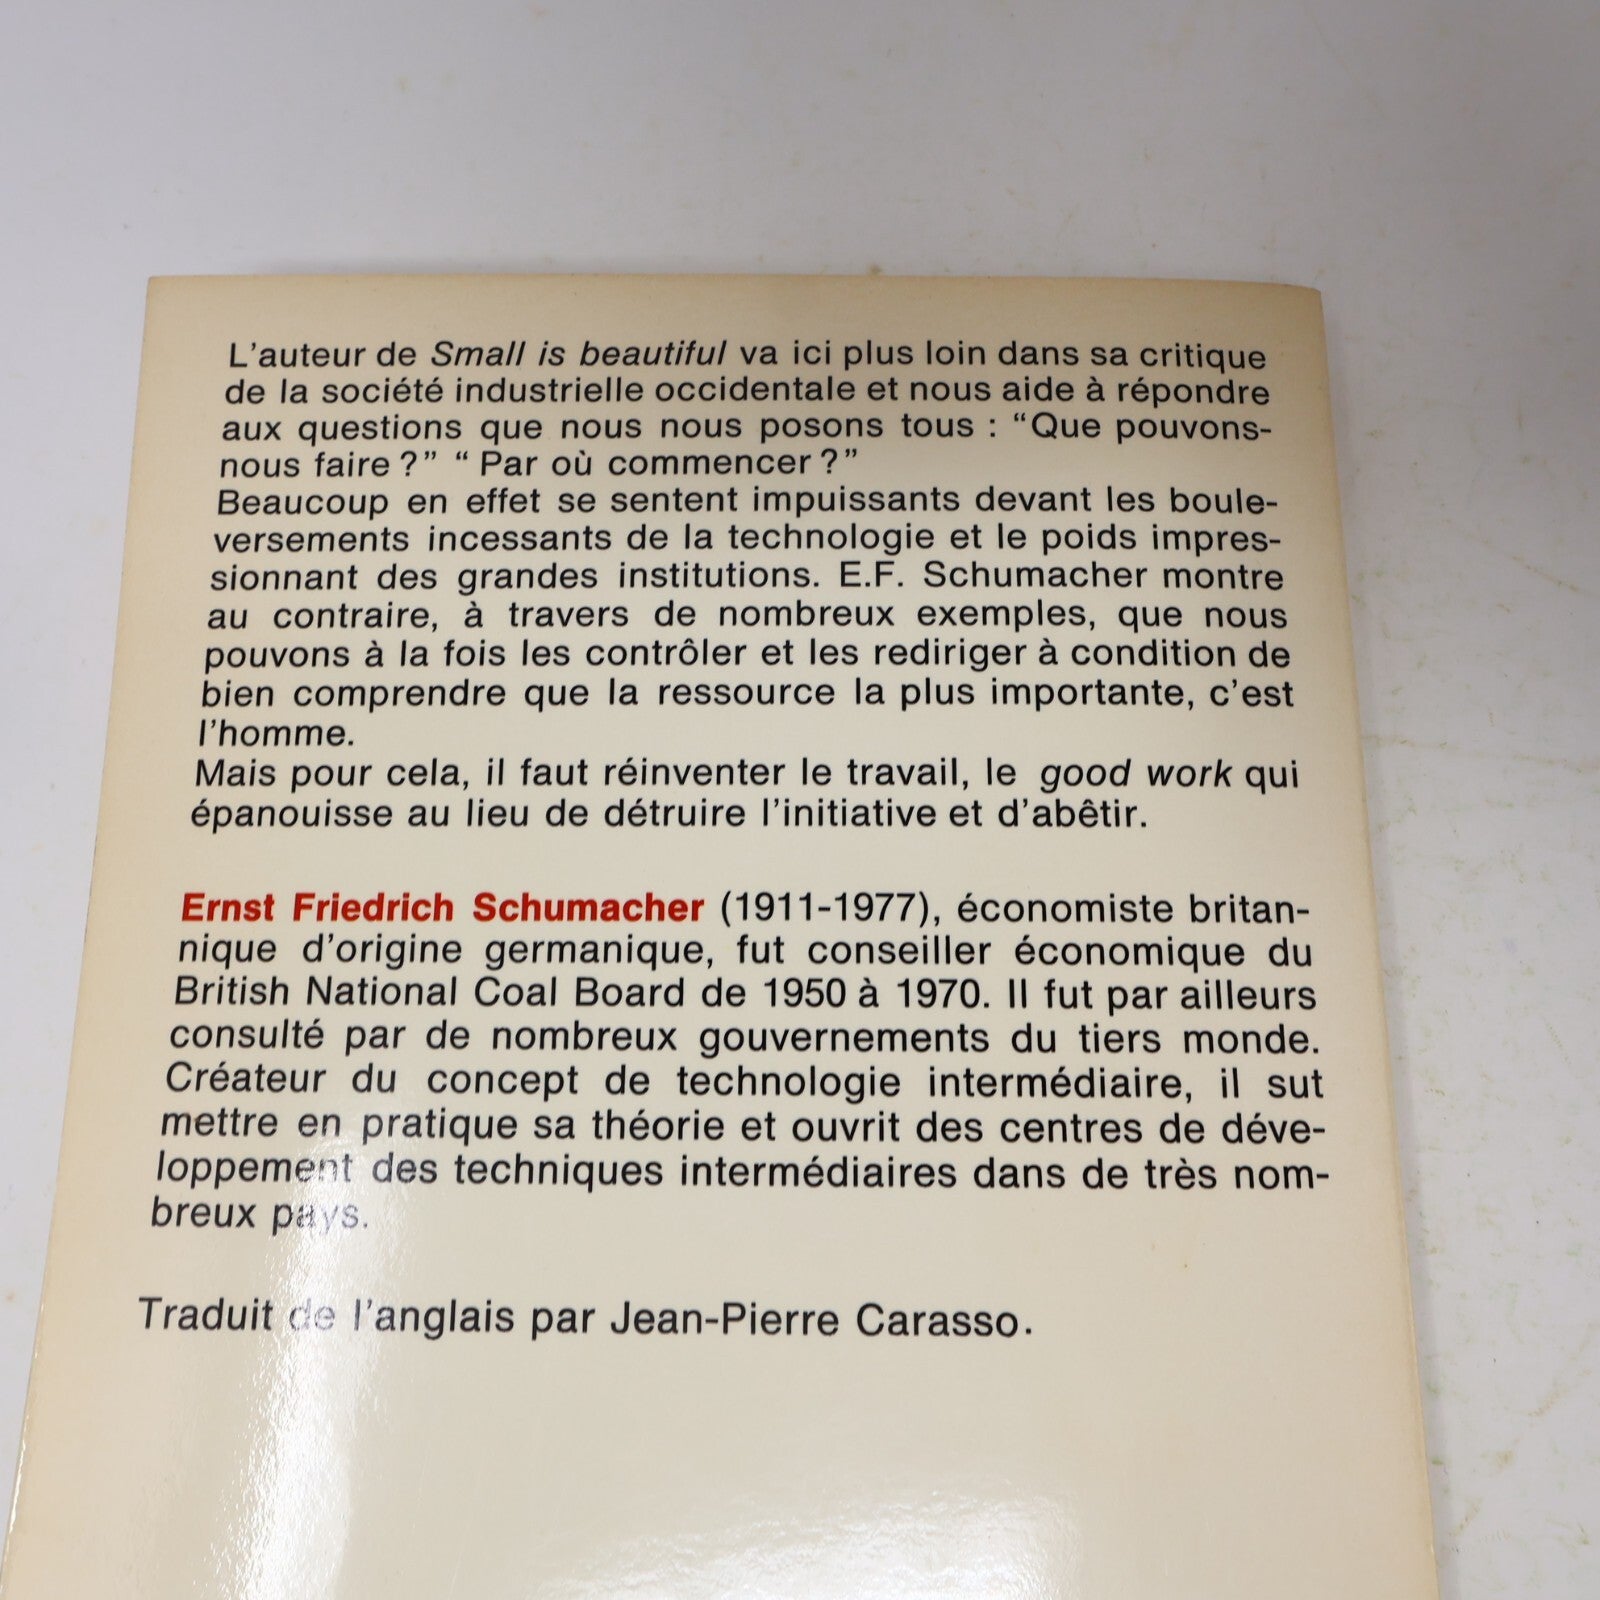 L'auteur de Small is beautiful va ici plus loin dans sa critique
de la société industrielle occidentale et nous aide à répondre
aux questions que nous nous posons tous : “Que pouvons-
nous faire ?” “ Par où commencer ?”
Beaucoup en effet se sentent impuissants devant les boule-
versements incessants de la technologie et le poids impres-
sionnant des grandes institutions. E.F. Schumacher montre
au contraire, à travers de nombreux exemples, que nous
pouvons à la fois les contrôler et les rediriger à condition de
bien comprendre que la ressource la plus importante, c'est
l'homme.
Mais pour cela, il faut réinventer le travail, le good work qui
épanouisse au lieu de détruire l'initiative et d'abêtir.
Ernst Friedrich Schumacher (1911-1977), économiste britan-
nique d'origine germanique, fut conseiller économique du
British National Coal Board de 1950 à 1970. Il fut par ailleurs
consulté par de nombreux gouvernements du tiers monde.
Créateur du concept de technologie intermédiaire, il sut
mettre en pratique sa théorie et ouvrit des centres de déve-
loppement des techniques intermédiaires dans de très nom-
breux pays.
Traduit de l'anglais par Jean-Pierre Carasso.